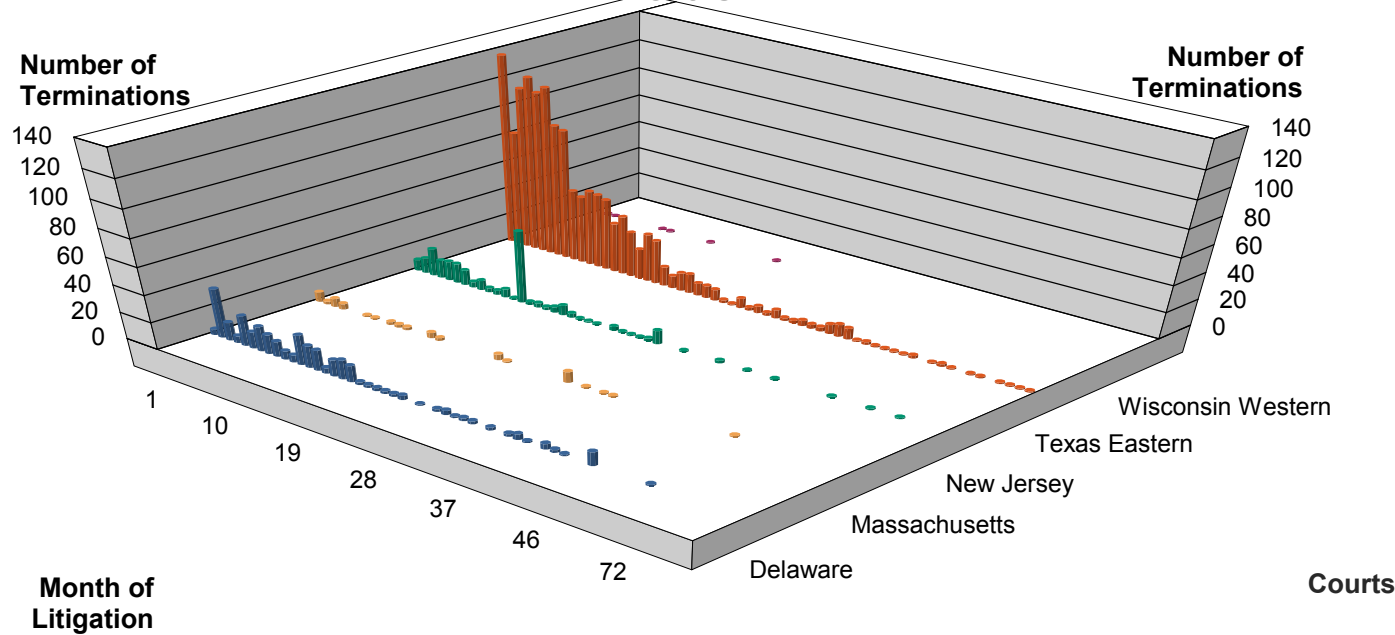 Number of
Terminations
140
120
100
80
60
40
20
0
Number of
Terminations
140
120
100
80
60
40
20
0
1
10
19
28
37
46
72
Wisconsin Western
Texas Eastern
New Jersey
Massachusetts
Delaware
Month of
Litigation
Courts